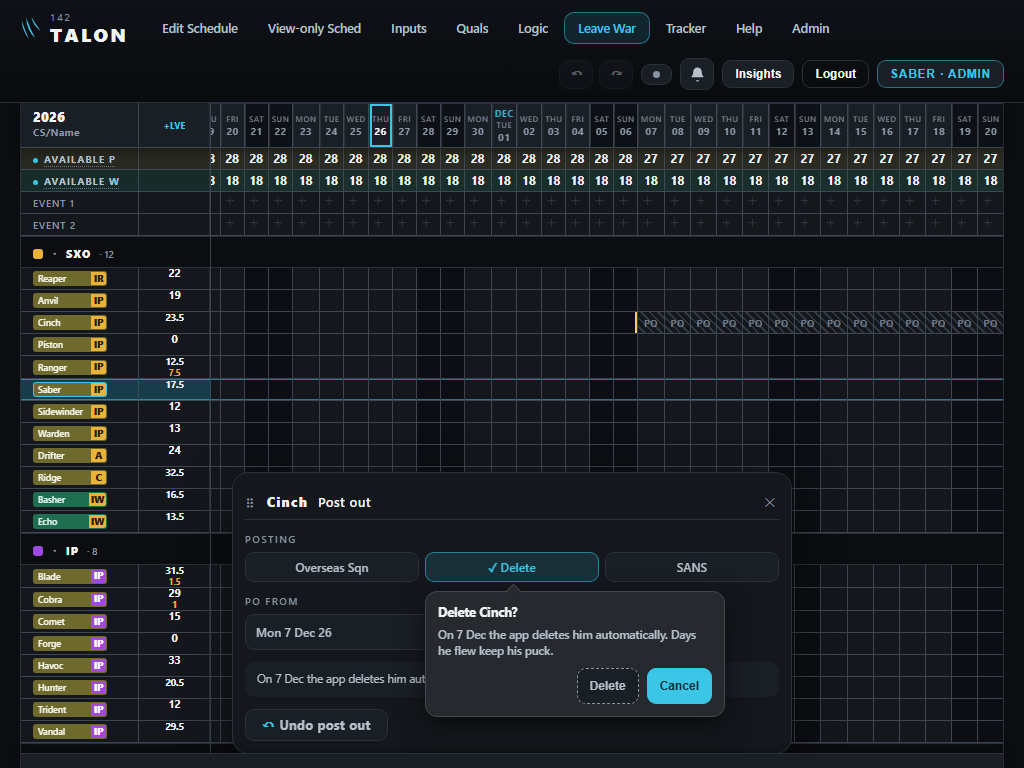 142
TALON
Edit Schedule
View-only Sched
Inputs
Quals
Logic
Leave War
Tracker
Help
Admin
Insights
Logout
SABER · ADMIN
2026
CS/Name
+LVE
U FRI SAT SUN MON TUE WED THU FRI SAT SUN MON DEC TUE WED THU FRI SAT SUN MON TUE WED THU FRI SAT SUN MON TUE WED THU FRI SAT SUN
9 20 21 22 23 24 25 26 27 28 29 30 01 02 03 04 05 06 07 08 09 10 11 12 13 14 15 16 17 18 19 20
AVAILABLE P 28 28 28 28 28 28 28 28 28 28 28 28 28 28 28 28 28 27 27 27 27 27 27 27 27 27 27 27 27 27 27
AVAILABLE W 18 18 18 18 18 18 18 18 18 18 18 18 18 18 18 18 18 18 18 18 18 18 18 18 18 18 18 18 18 18 18
EVENT 1 + + + + + + + + + + + + + + + + + + + + + + + + + + + + + + +
EVENT 2 + + + + + + + + + + + + + + + + + + + + + + + + + + + + + + +
· SXO · 12
Reaper IR 22
Anvil IP 19
Cinch IP 23.5 PO PO PO PO PO PO PO PO PO PO PO PO PO PO
Piston IP 0
Ranger IP 12.5
7.5
Saber IP 17.5
Sidewinder IP 12
Warden IP 13
Drifter A 24
Ridge C 32.5
Basher IW 16.5
Echo IW 13.5
· IP · 8
Blade IP 31.5
1.5
Cobra IP 29
1
Comet IP 15
Forge IP 0
Havoc IP 33
Hunter IP 20.5
Trident IP 12
Vandal IP 29.5
Cinch Post out
POSTING
Overseas Sqn
✓ Delete
SANS
PO FROM
Mon 7 Dec 26
On 7 Dec the app deletes him aut
Undo post out
Delete Cinch?
On 7 Dec the app deletes him automatically. Days
he flew keep his puck.
Delete
Cancel